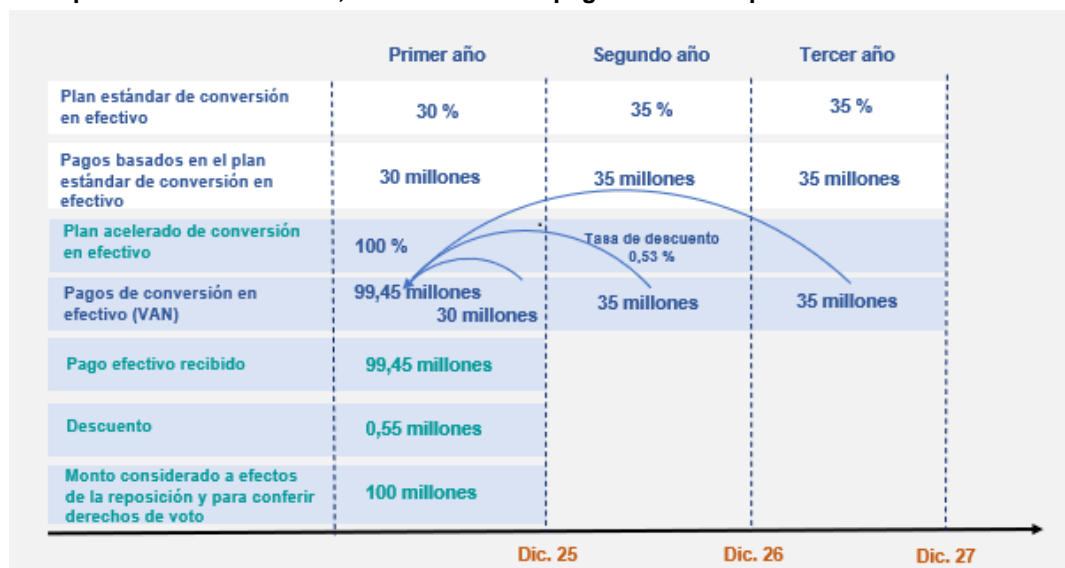 Primer año Segundo año Tercer año
Plan estándar de conversión
en efectivo
30 % 35 % 35 %
Pagos basados en el plan
estándar de conversión en
efectivo
30 millones 35 millones 35 millones
Plan acelerado de conversión
en efectivo
100 %
Tasa de descuento
0,53 %
Pagos de conversión en
efectivo (VAN)
99,45 millones
30 millones
35 millones 35 millones
Pago efectivo recibido
99,45 millones
Descuento
0,55 millones
Monto considerado a efectos
de la reposición y para conferir
derechos de voto
100 millones
Dic. 25 Dic. 26 Dic. 27